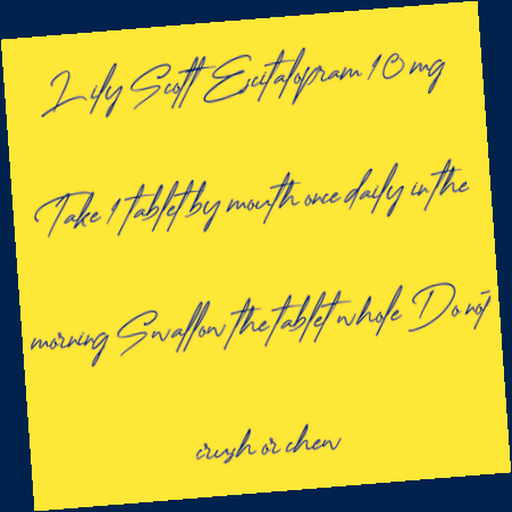 Lily Scott Escitalopram 10 mg
Take 1 tablet by mouth once daily in the
morning Swallow the tablet whole Do not
crush or chew